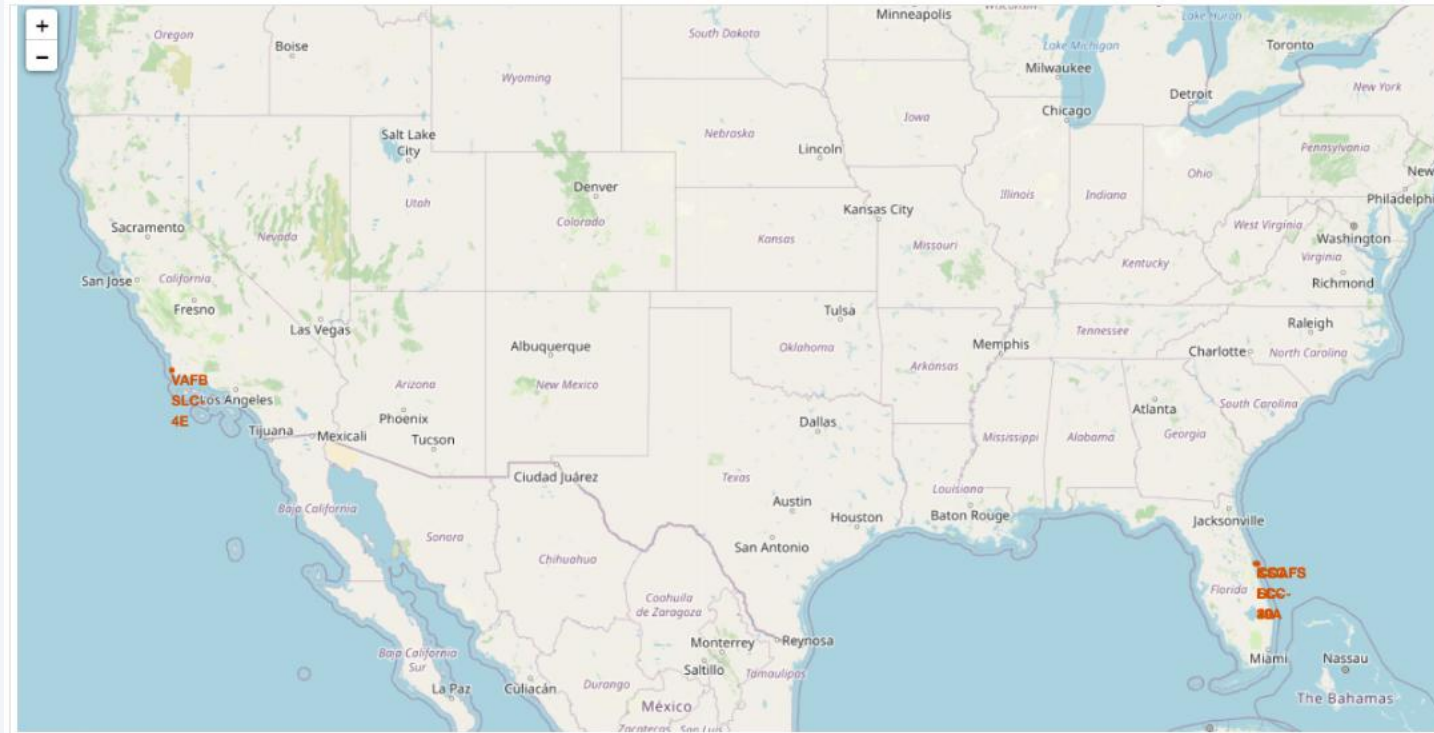 +
−
Oregon
Boise
South Dakota
Minneapolis
Wisconsin
Lake Huron
Toronto
Lake Michigan
Milwaukee
Wyoming
Detroit
New York
Chicago
Iowa
Salt Lake
City
Nebraska
Lincoln
Pennsylvania
New
Denver
Illinois
Indiana
Ohio
Philadelphi
Utah
Kansas City
Sacramento
Nevada
Colorado
Kansas
Missouri
West Virginia
Washington
Virginia
San Jose
California
Kentucky
Richmond
Fresno
Las Vegas
Tulsa
Raleigh
Tennessee
Albuquerque
Oklahoma
Memphis
Charlotte
North Carolina
VAFB
SLC-
4E
Los Angeles
Arizona
New Mexico
Arkansas
Phoenix
Atlanta
South Carolina
Tijuana
Mexicali
Tucson
Dallas
Mississippi
Alabama
Georgia
Ciudad Juárez
Texas
Louisiana
Baja California
Austin
Houston
Baton Rouge
Jacksonville
Sonora
Chihuahua
San Antonio
Florida
Coahuila
de Zaragoza
Monterrey
Reynosa
Baja California
Sur
Saltillo
Tamaulipas
Miami
Nassau
La Paz
Culiacán
Durango
México
The Bahamas
Zacatecas
San Luis